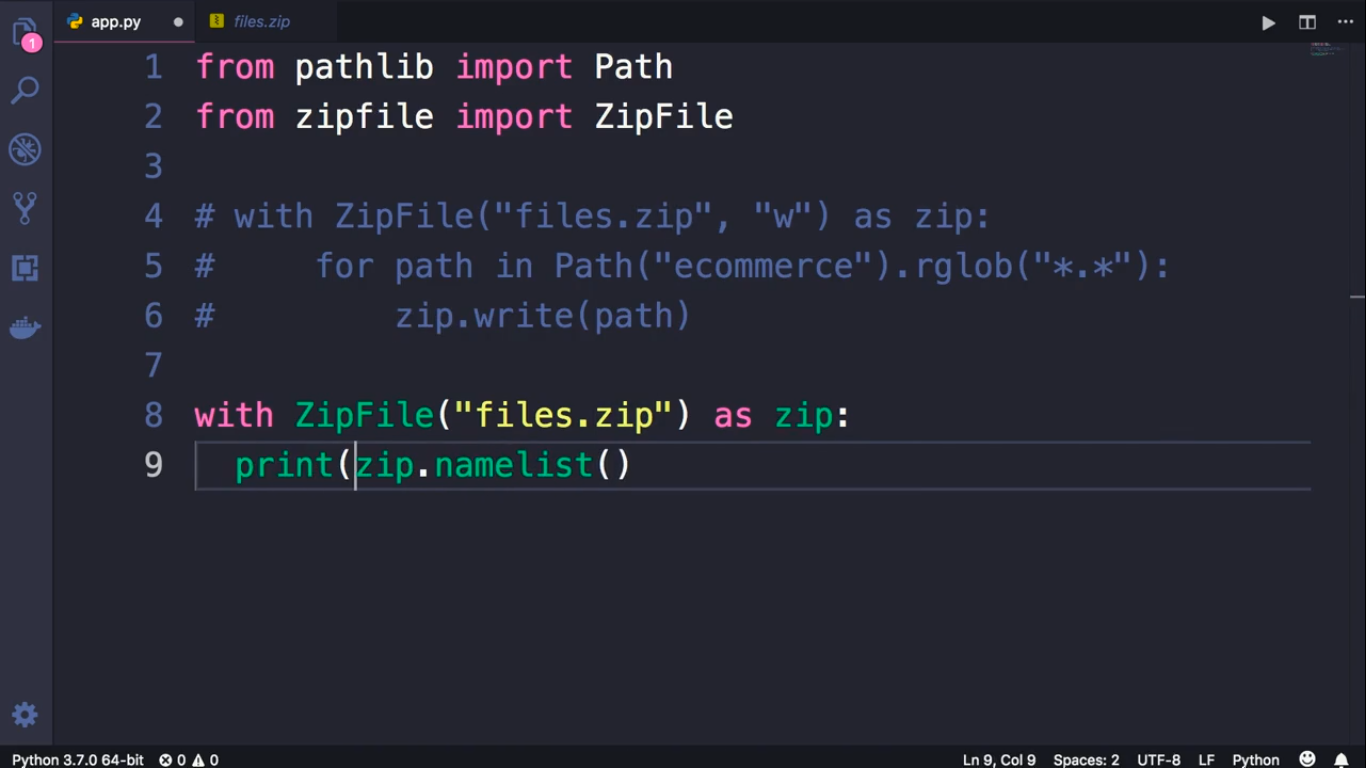 app.py
files.zip
1
1 from pathlib import Path
2 from zipfile import ZipFile
3
4 # with ZipFile("files.zip", "w") as zip:
5 #     for path in Path("ecommerce").rglob("*.*"):
6 #         zip.write(path)
7
8 with ZipFile("files.zip") as zip:
9   print(zip.namelist()
Python 3.7.0 64-bit 0 0 Ln 9, Col 9 Spaces: 2 UTF-8 LF Python